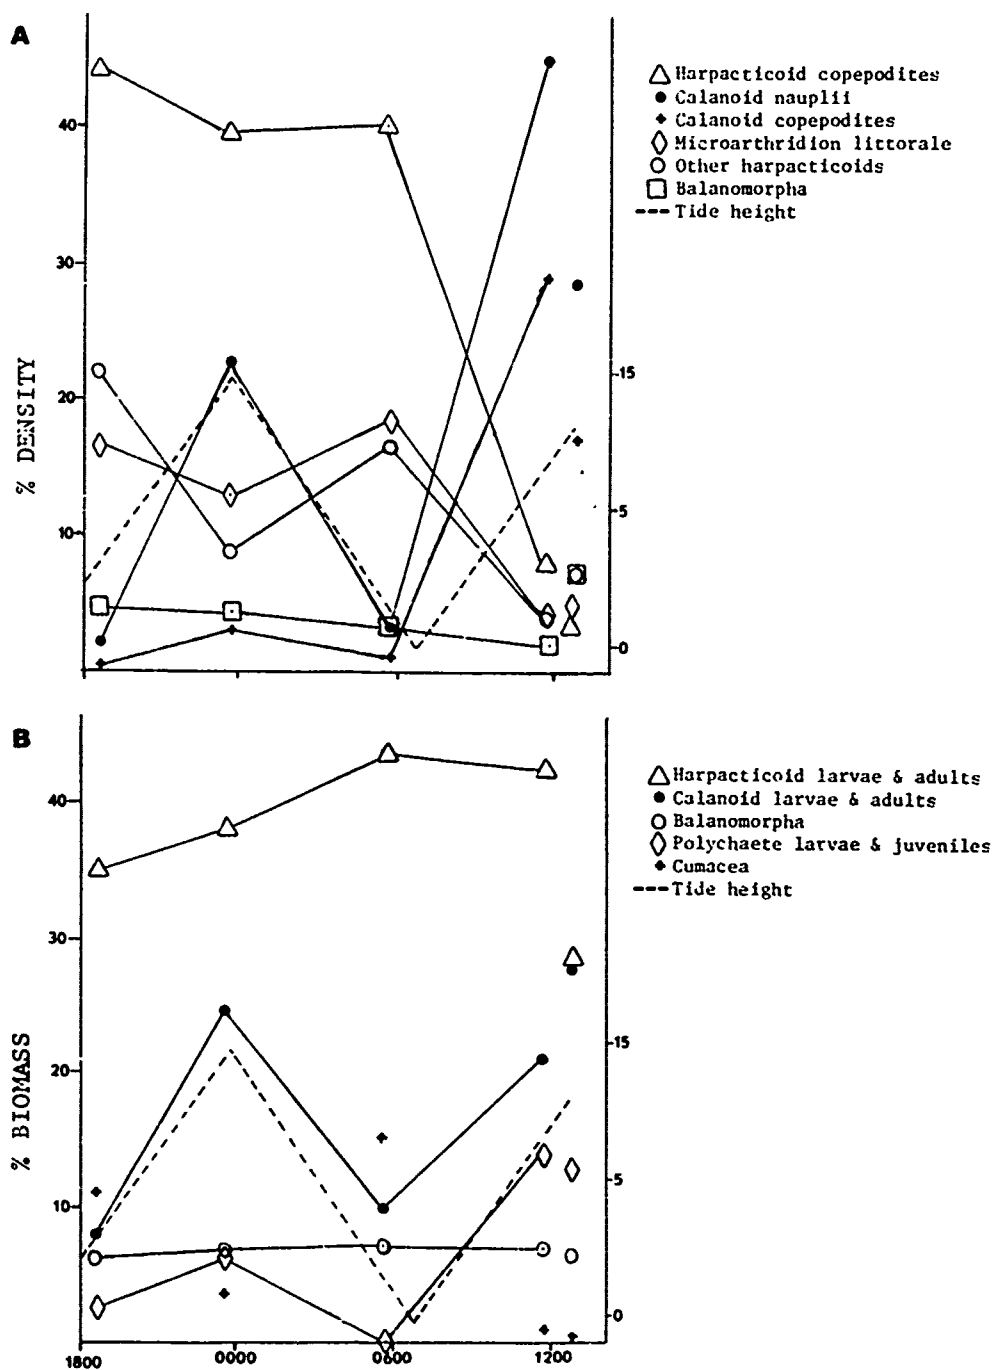 A
Harpacticoid copepodites
Calanoid nauplii
Calanoid copepodites
Microarthridion littorale
Other harpacticoids
Balanomorpha
Tide height
40
30
20
10
% DENSITY
15
5
0
B
Harpacticoid larvae & adults
Calanoid larvae & adults
Balanomorpha
Polychaete larvae & juveniles
Cumacea
Tide height
40
30
20
10
% BIOMASS
15
5
0
1800 0000 0600 1200